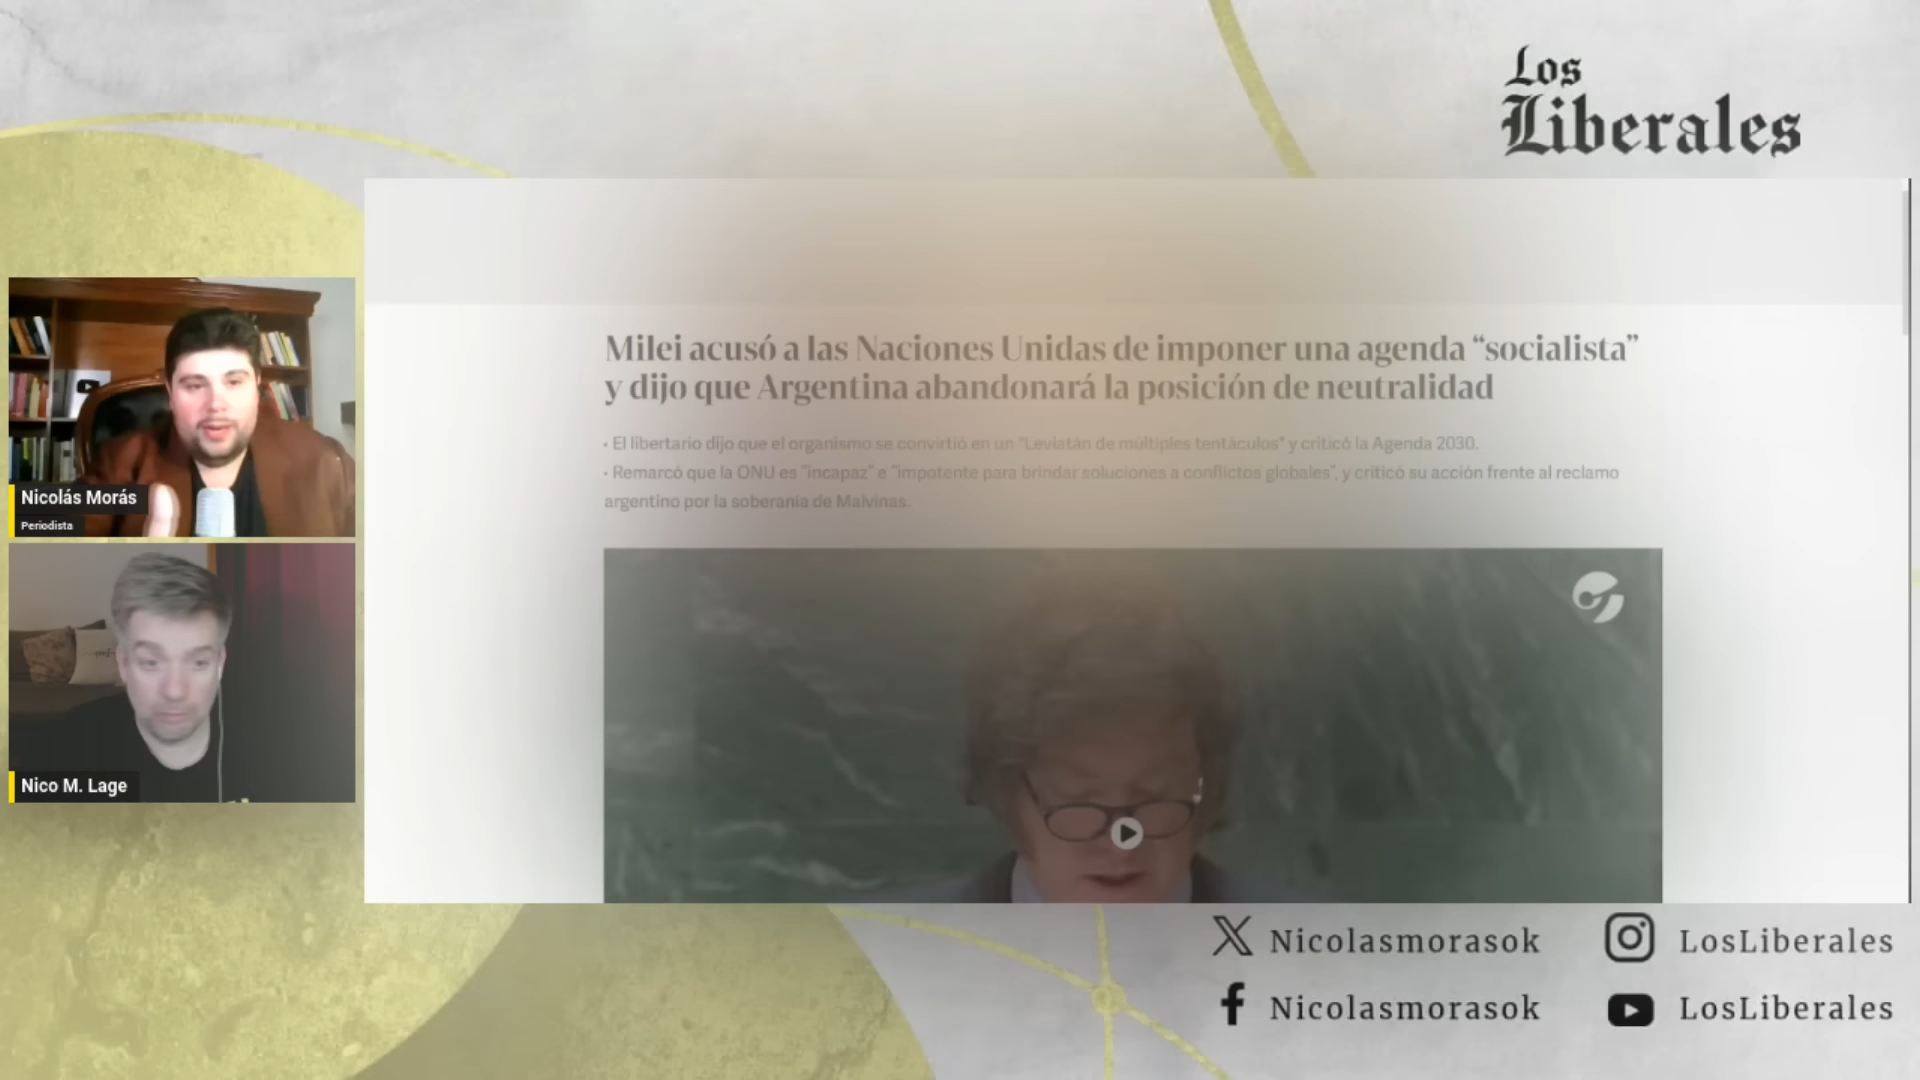 Los
Liberales
Milei acusó a las Naciones Unidas de imponer una agenda “socialista”
y dijo que Argentina abandonará la posición de neutralidad
· El libertario dijo que el organismo se convirtió en un "Leviatán de múltiples tentáculos" y criticó la Agenda 2030.
· Remarcó que la ONU es "incapaz" e "impotente para brindar soluciones a conflictos globales", y criticó su acción frente al reclamo
argentino por la soberanía de Malvinas.
Nicolás Morás
Periodista
Nico M. Lage
Nicolasmorasok
LosLiberales
Nicolasmorasok
LosLiberales